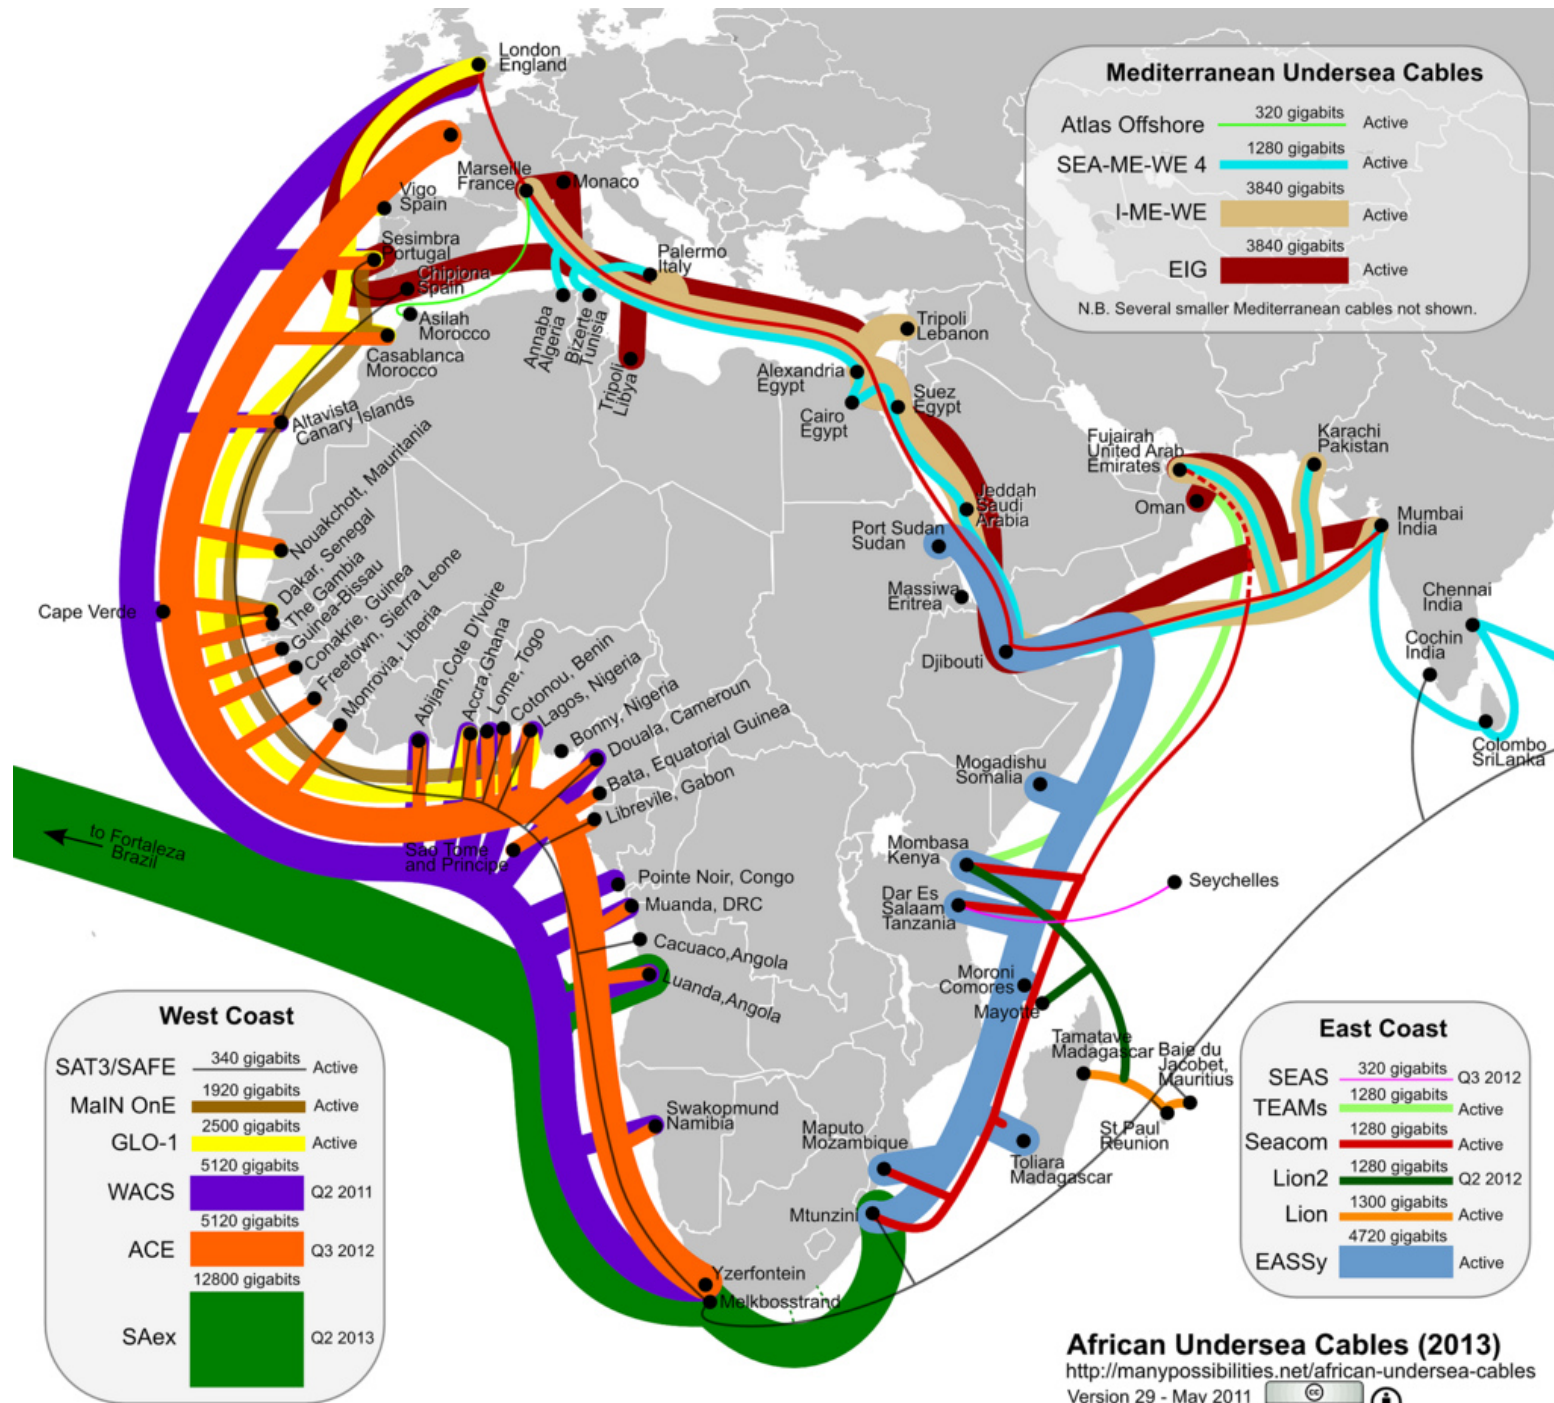 London
England
Marseille
France
Monaco
Vigo
Spain
Sesimbra
Portugal
Chipiona
Spain
Palermo
Italy
Asilah
Morocco
Casablanca
Morocco
Annaba
Algeria
Bizerte
Tunisia
Tripoli
Libya
Tripoli
Lebanon
Alexandria
Egypt
Cairo
Egypt
Suez
Egypt
Altavista
Canary Islands
Nouakchott, Mauritania
Dakar, Senegal
The Gambia
Guinea-Bissau
Conakrie, Guinea
Freetown, Sierra Leone
Monrovia, Liberia
Cape Verde
Abijan,Cote D'Ivoire
Accra,Ghana
Lome, Togo
Cotonou, Benin
Lagos, Nigeria
Bonny, Nigeria
Douala, Cameroun
Bata, Equatorial Guinea
Librevile, Gabon
Sao Tome
and Principe
to Fortaleza
Brazil
Pointe Noir, Congo
Muanda, DRC
Cacuaco,Angola
Luanda,Angola
Swakopmund
Namibia
Yzerfontein
Melkbosstrand
Jeddah
Saudi
Arabia
Port Sudan
Sudan
Massiwa
Eritrea
Djibouti
Fujairah
United Arab
Emirates
Oman
Karachi
Pakistan
Mumbai
India
Chennai
India
Cochin
India
Colombo
SriLanka
Mogadishu
Somalia
Mombasa
Kenya
Dar Es
Salaam
Tanzania
Seychelles
Moroni
Comores
Mayotte
Tamatave
Madagascar
Baie du
Jacobet,
Mauritius
St Paul
Reunion
Maputo
Mozambique
Toliara
Madagascar
Mtunzini
Mediterranean Undersea Cables
Atlas Offshore 320 gigabits Active
SEA-ME-WE 4 1280 gigabits Active
I-ME-WE 3840 gigabits Active
EIG 3840 gigabits Active
N.B. Several smaller Mediterranean cables not shown.
West Coast
SAT3/SAFE 340 gigabits Active
MaIN OnE 1920 gigabits Active
GLO-1 2500 gigabits Active
WACS 5120 gigabits Q2 2011
ACE 5120 gigabits Q3 2012
SAex 12800 gigabits Q2 2013
East Coast
SEAS 320 gigabits Q3 2012
TEAMs 1280 gigabits Active
Seacom 1280 gigabits Active
Lion2 1280 gigabits Q2 2012
Lion 1300 gigabits Active
EASSy 4720 gigabits Active
African Undersea Cables (2013)
http://manypossibilities.net/african-undersea-cables
Version 29 - May 2011
cc